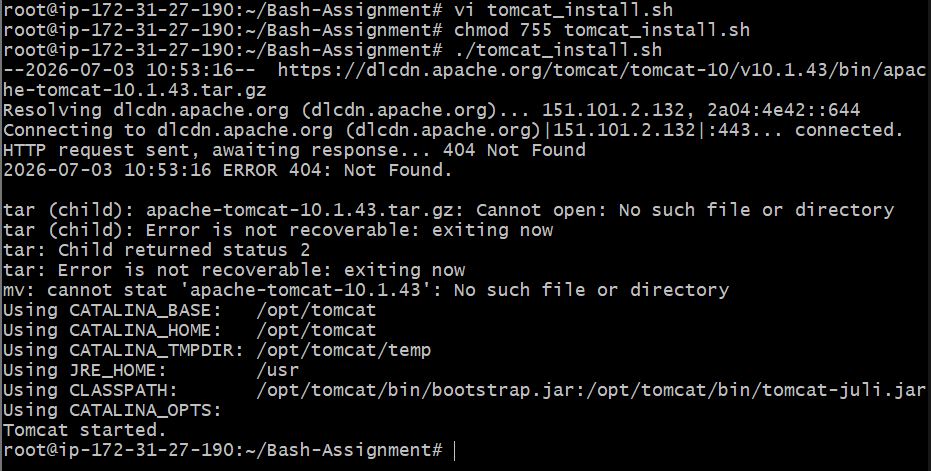 root@ip-172-31-27-190:~/Bash-Assignment# vi tomcat_install.sh
root@ip-172-31-27-190:~/Bash-Assignment# chmod 755 tomcat_install.sh
root@ip-172-31-27-190:~/Bash-Assignment# ./tomcat_install.sh
--2026-07-03 10:53:16--  https://dlcdn.apache.org/tomcat/tomcat-10/v10.1.43/bin/apac
he-tomcat-10.1.43.tar.gz
Resolving dlcdn.apache.org (dlcdn.apache.org)... 151.101.2.132, 2a04:4e42::644
Connecting to dlcdn.apache.org (dlcdn.apache.org)|151.101.2.132|:443... connected.
HTTP request sent, awaiting response... 404 Not Found
2026-07-03 10:53:16 ERROR 404: Not Found.

tar (child): apache-tomcat-10.1.43.tar.gz: Cannot open: No such file or directory
tar (child): Error is not recoverable: exiting now
tar: Child returned status 2
tar: Error is not recoverable: exiting now
mv: cannot stat 'apache-tomcat-10.1.43': No such file or directory
Using CATALINA_BASE:   /opt/tomcat
Using CATALINA_HOME:   /opt/tomcat
Using CATALINA_TMPDIR: /opt/tomcat/temp
Using JRE_HOME:        /usr
Using CLASSPATH:       /opt/tomcat/bin/bootstrap.jar:/opt/tomcat/bin/tomcat-juli.jar
Using CATALINA_OPTS:
Tomcat started.
root@ip-172-31-27-190:~/Bash-Assignment#